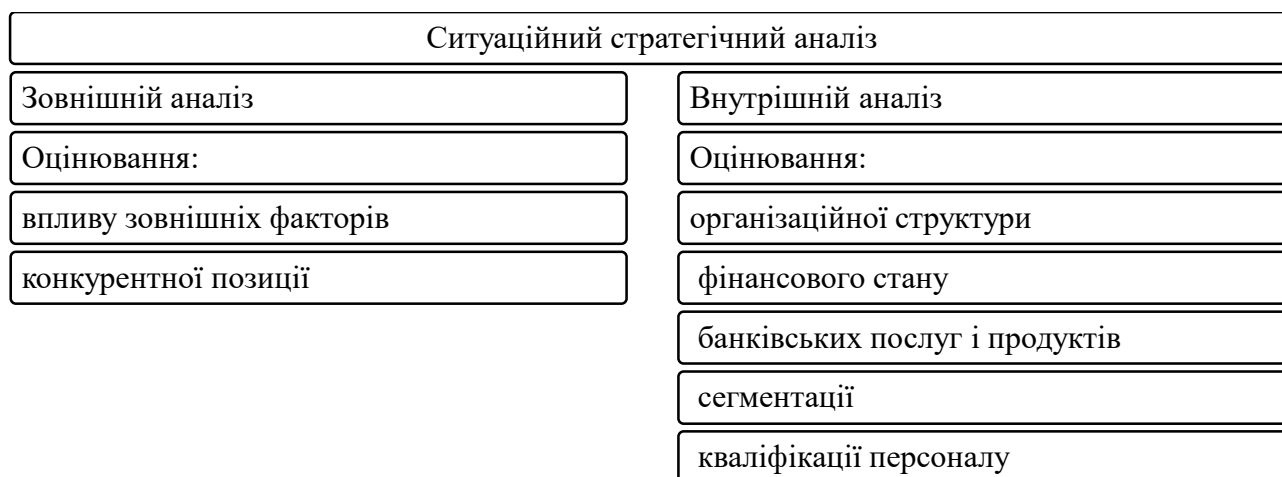 Ситуаційний стратегічний аналіз
Зовнішній аналіз
Оцінювання:
впливу зовнішніх факторів
конкурентної позиції
Внутрішній аналіз
Оцінювання:
організаційної структури
фінансового стану
банківських послуг і продуктів
сегментації
кваліфікації персоналу